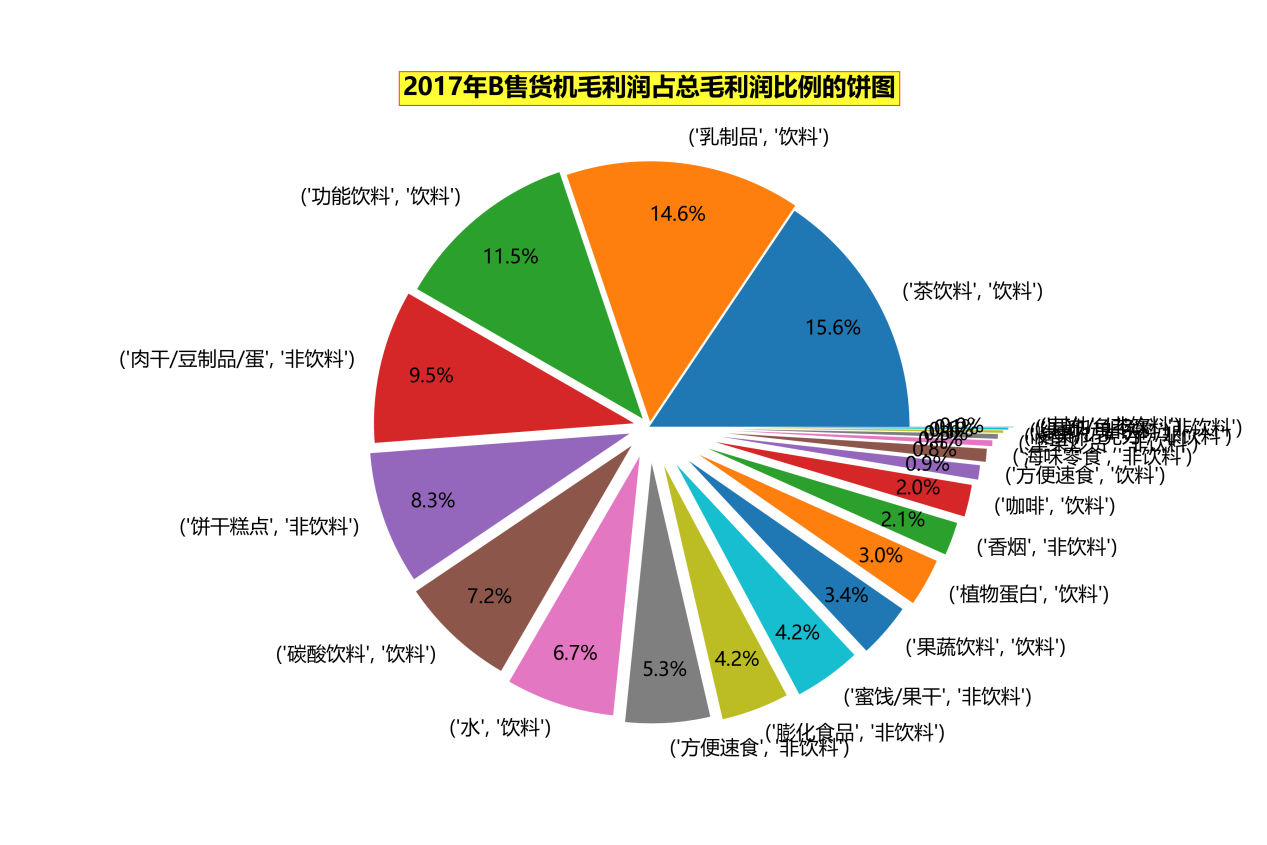 2017年B售货机毛利润占总毛利润比例的饼图
('乳制品', '饮料')
('功能饮料', '饮料')
14.6%
11.5%
('茶饮料', '饮料')
15.6%
('肉干/豆制品/蛋', '非饮料')
9.5%
('饼干糕点', '非饮料')
8.3%
('碳酸饮料', '饮料')
7.2%
('水', '饮料')
6.7%
('方便速食', '非饮料')
5.3%
('膨化食品', '非饮料')
4.2%
('蜜饯/果干', '非饮料')
4.2%
('果蔬饮料', '饮料')
3.4%
('植物蛋白', '饮料')
3.0%
('香烟', '非饮料')
2.1%
('咖啡', '饮料')
2.0%
('方便速食', '饮料')
0.9%
('海味零食', '非饮料')
0.8%
0.0%